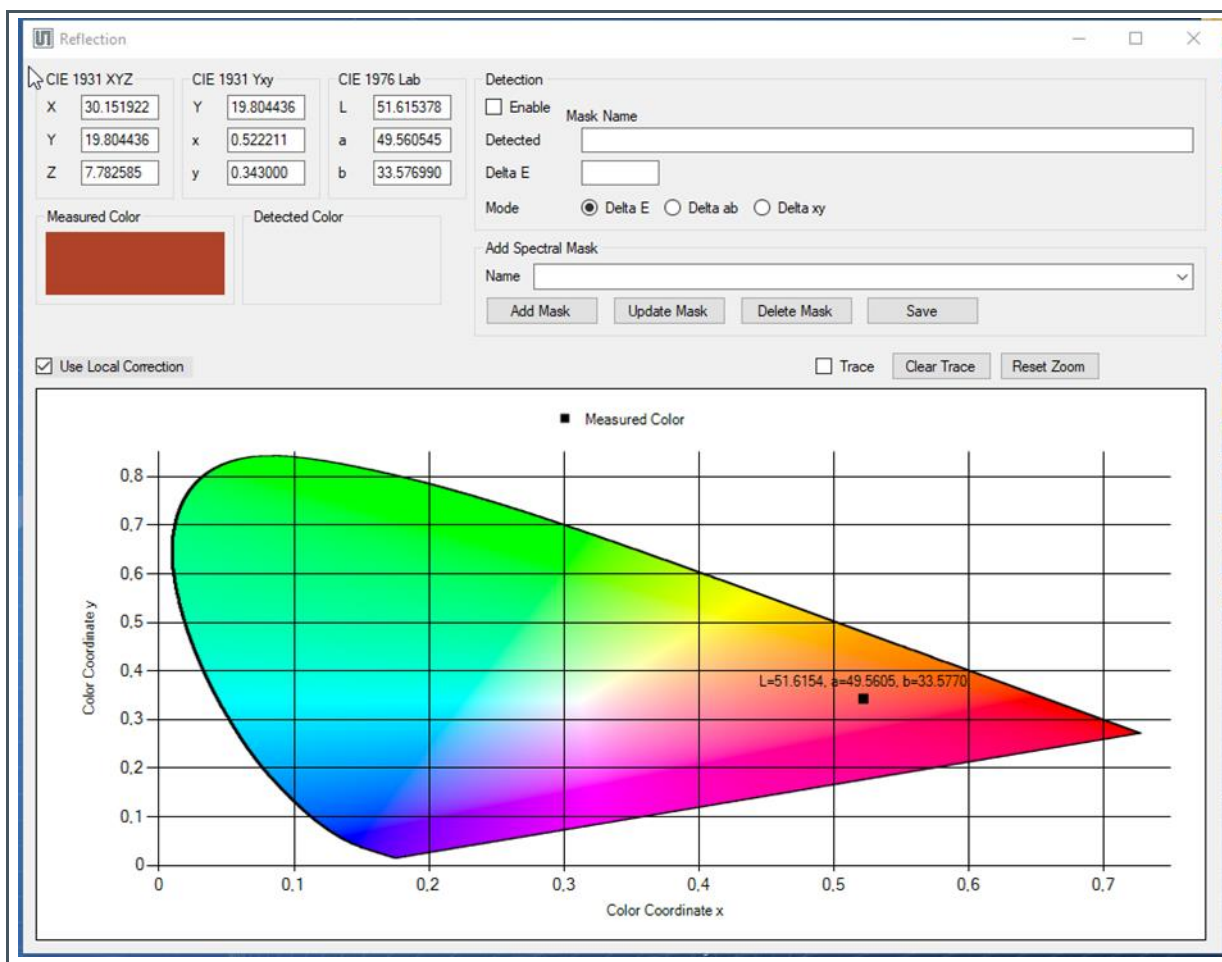 Reflection
CIE 1931 XYZ
X 30.151922
Y 19.804436
Z 7.782585
CIE 1931 Yxy
Y 19.804436
x 0.522211
y 0.343000
CIE 1976 Lab
L 51.615378
a 49.560545
b 33.576990
Detection
Enable
Mask Name
Detected
Delta E
Mode Delta E Delta ab Delta xy
Measured Color
Detected Color
Add Spectral Mask
Name
Add Mask Update Mask Delete Mask Save
Use Local Correction
Trace Clear Trace Reset Zoom
Measured Color
0,8
0,7
0,6
0,5
0,4
0,3
0,2
0,1
0
Color Coordinate y
L=51.6154, a=49.5605, b=33.5770
0 0,1 0,2 0,3 0,4 0,5 0,6 0,7
Color Coordinate x